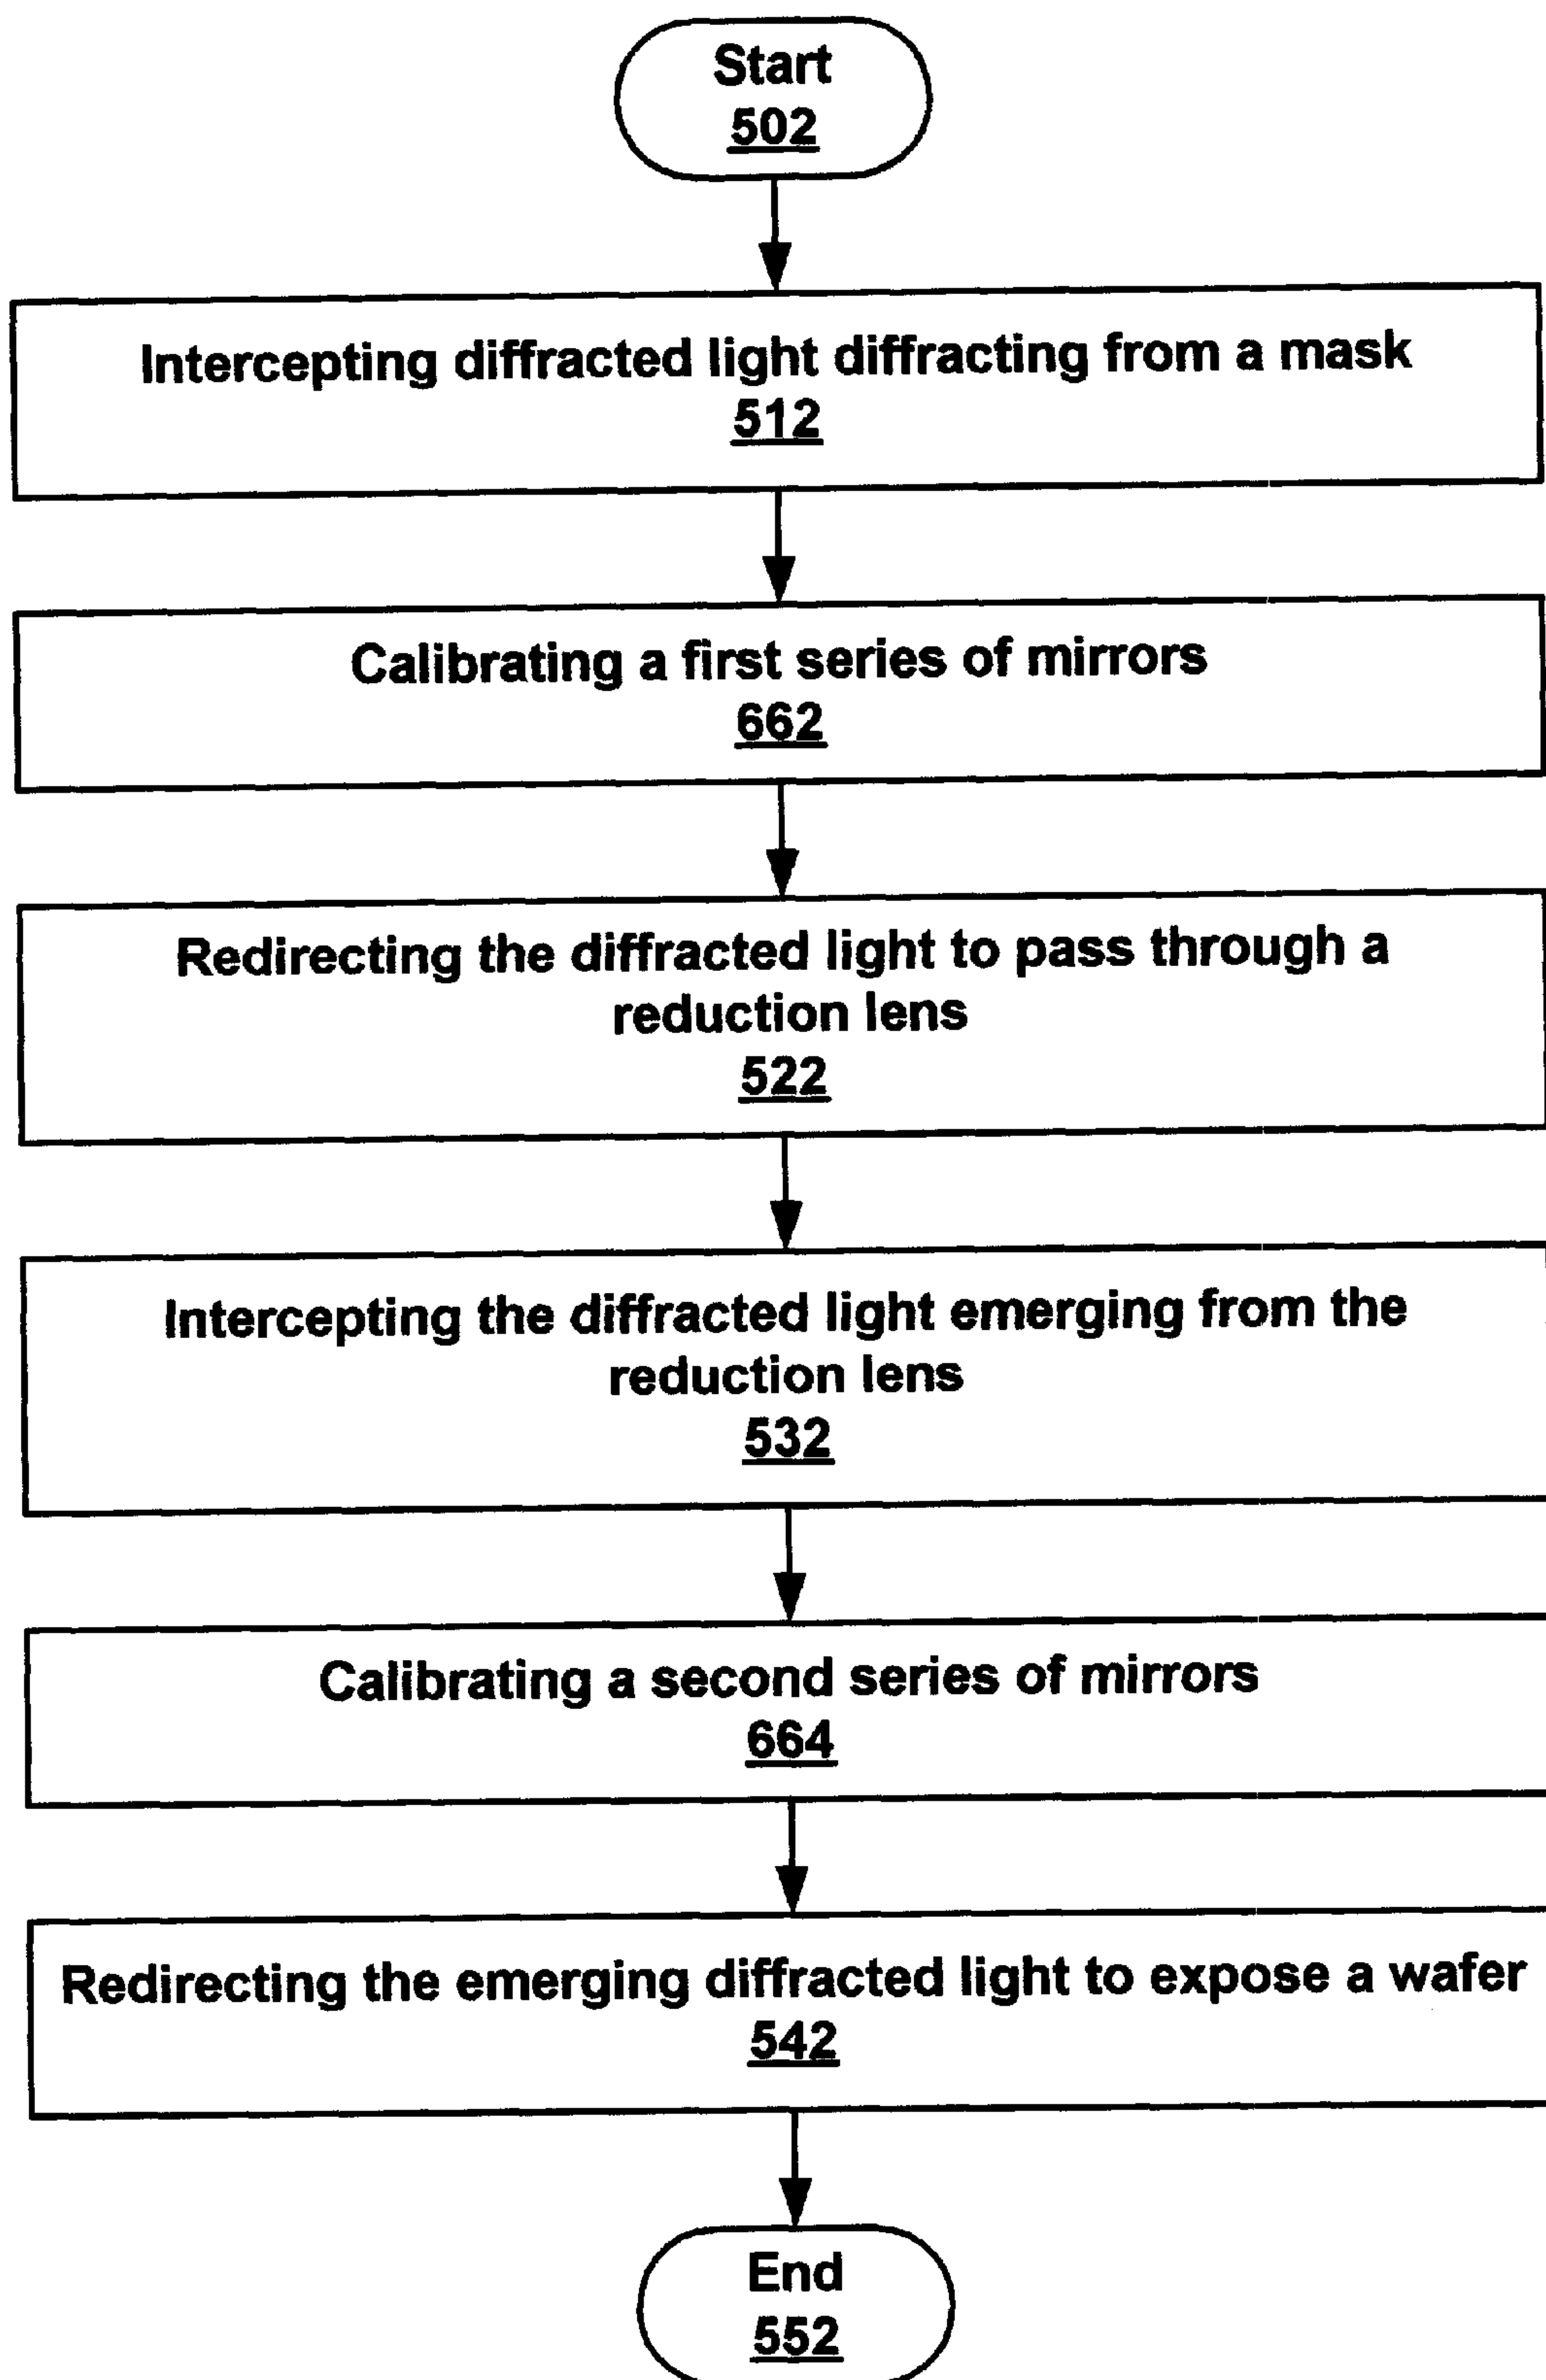 Start
502
Intercepting diffracted light diffracting from a mask
512
Calibrating a first series of mirrors
662
Redirecting the diffracted light to pass through a
reduction lens
522
Intercepting the diffracted light emerging from the
reduction lens
532
Calibrating a second series of mirrors
664
Redirecting the emerging diffracted light to expose a wafer
542
End
552